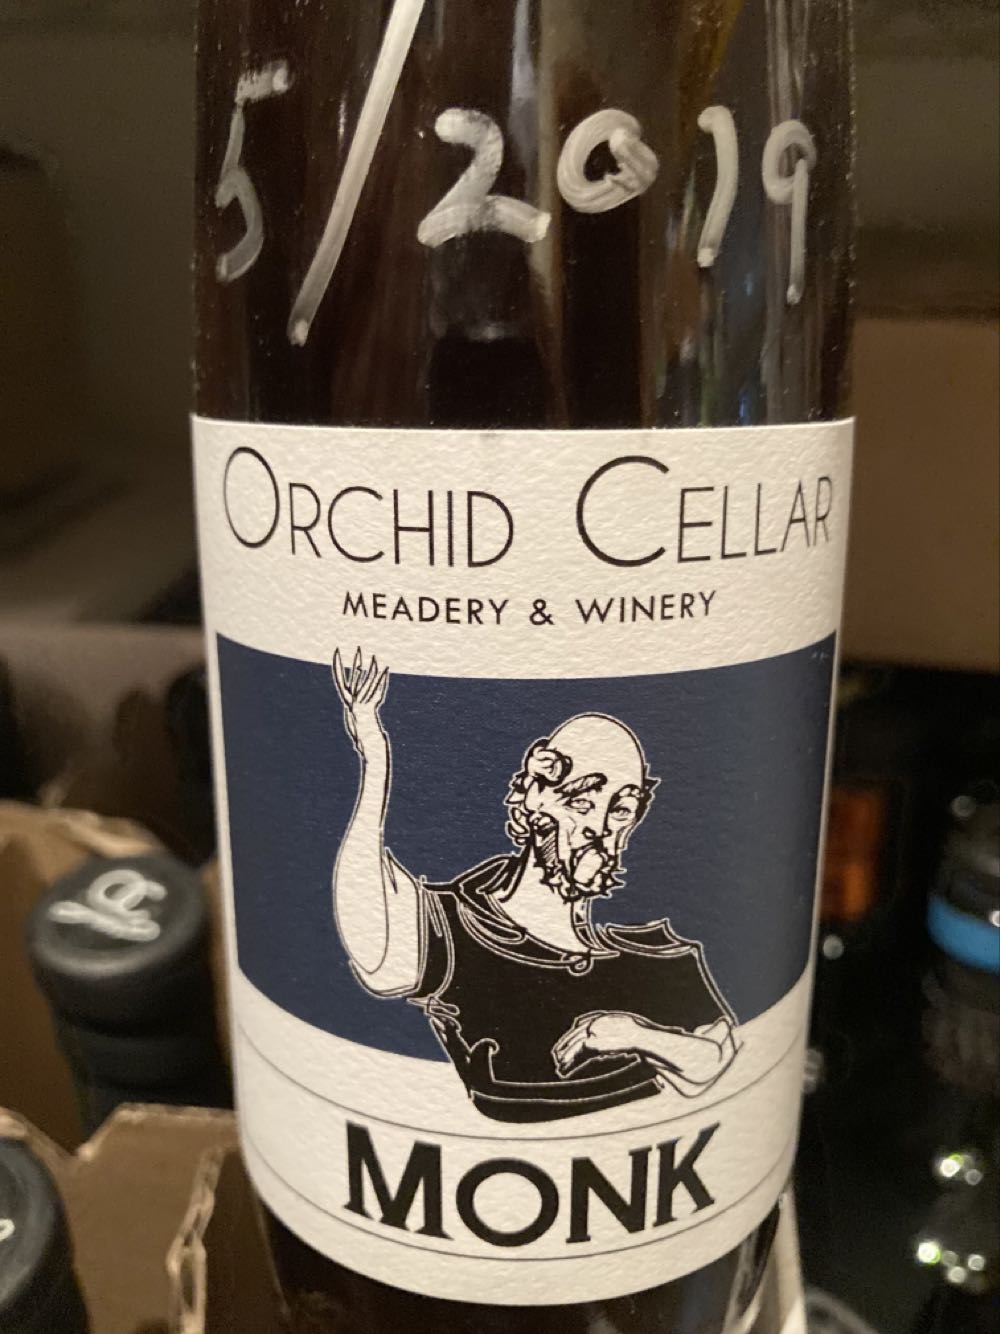 5/2019
ORCHID CELLAR
MEADERY & WINERY
MONK